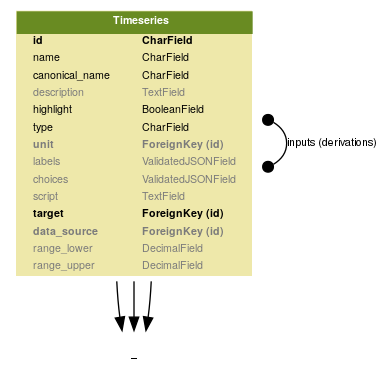 Timeseries
id CharField
name CharField
canonical_name CharField
description TextField
highlight BooleanField
type CharField
unit ForeignKey (id)
labels ValidatedJSONField
choices ValidatedJSONField
script TextField
target ForeignKey (id)
data_source ForeignKey (id)
range_lower DecimalField
range_upper DecimalField
inputs (derivations)
_